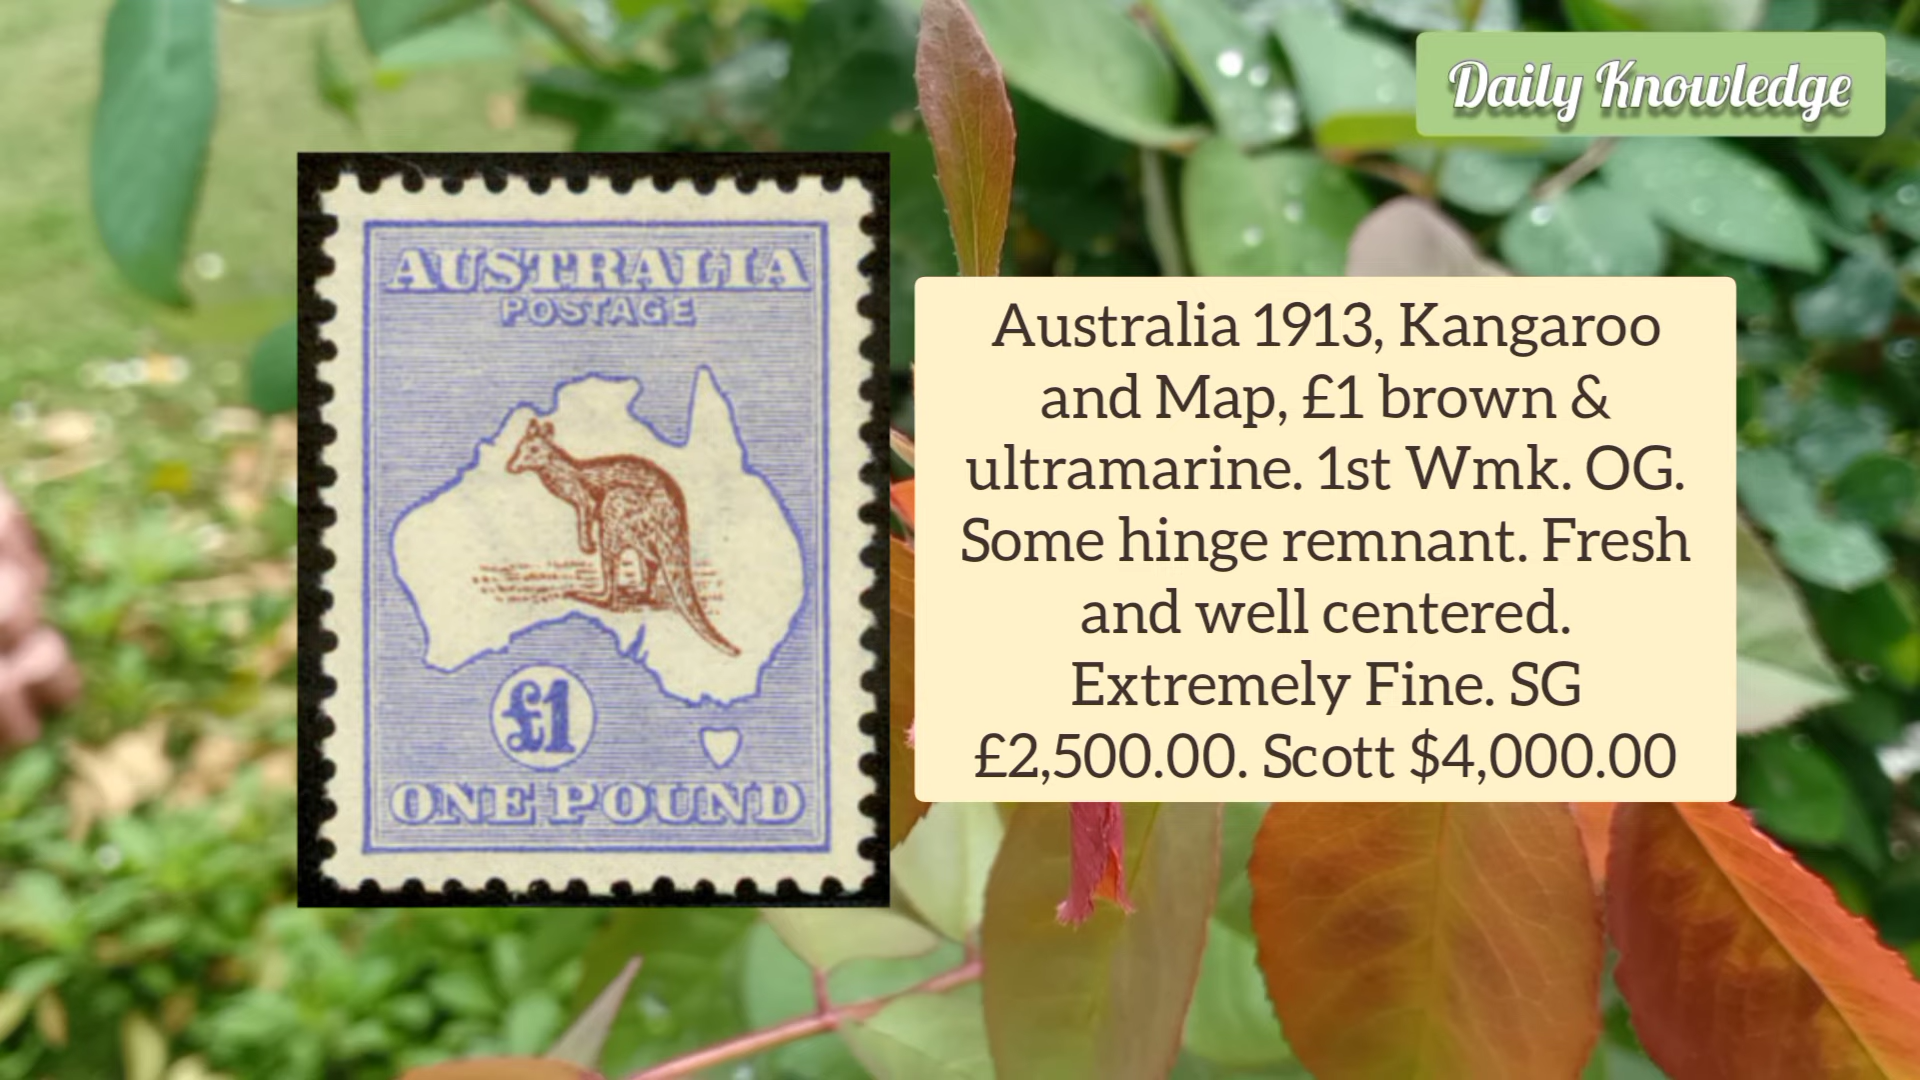 Daily Knowledge
AUSTRALIA
POSTAGE
£1
ONE POUND
Australia 1913, Kangaroo
and Map, £1 brown &
ultramarine. 1st Wmk. OG.
Some hinge remnant. Fresh
and well centered.
Extremely Fine. SG
£2,500.00. Scott $4,000.00